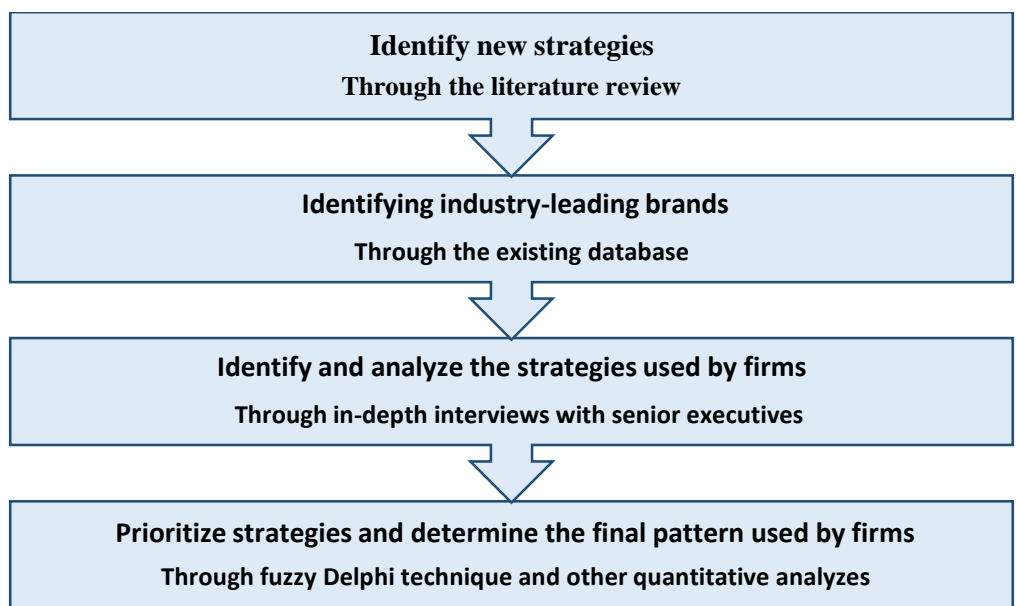 Identify new strategies
Through the literature review
Identifying industry-leading brands
Through the existing database
Identify and analyze the strategies used by firms
Through in-depth interviews with senior executives
Prioritize strategies and determine the final pattern used by firms
Through fuzzy Delphi technique and other quantitative analyzes